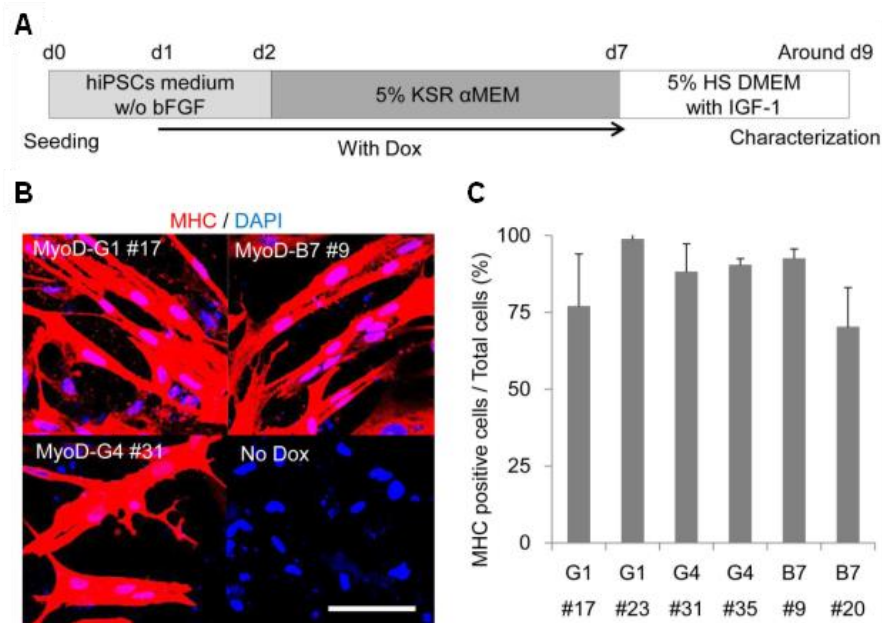 A
d0 d1 d2 d7 Around d9
hiPSCs medium
w/o bFGF
5% KSR αMEM
5% HS DMEM
with IGF-1
Seeding
With Dox
Characterization
B
MHC / DAPI
MyoD-G1 #17
MyoD-B7 #9
MyoD-G4 #31
No Dox
C
MHC positive cells / Total cells (%)
100
75
50
25
0
G1 G1 G4 G4 B7 B7
#17 #23 #31 #35 #9 #20